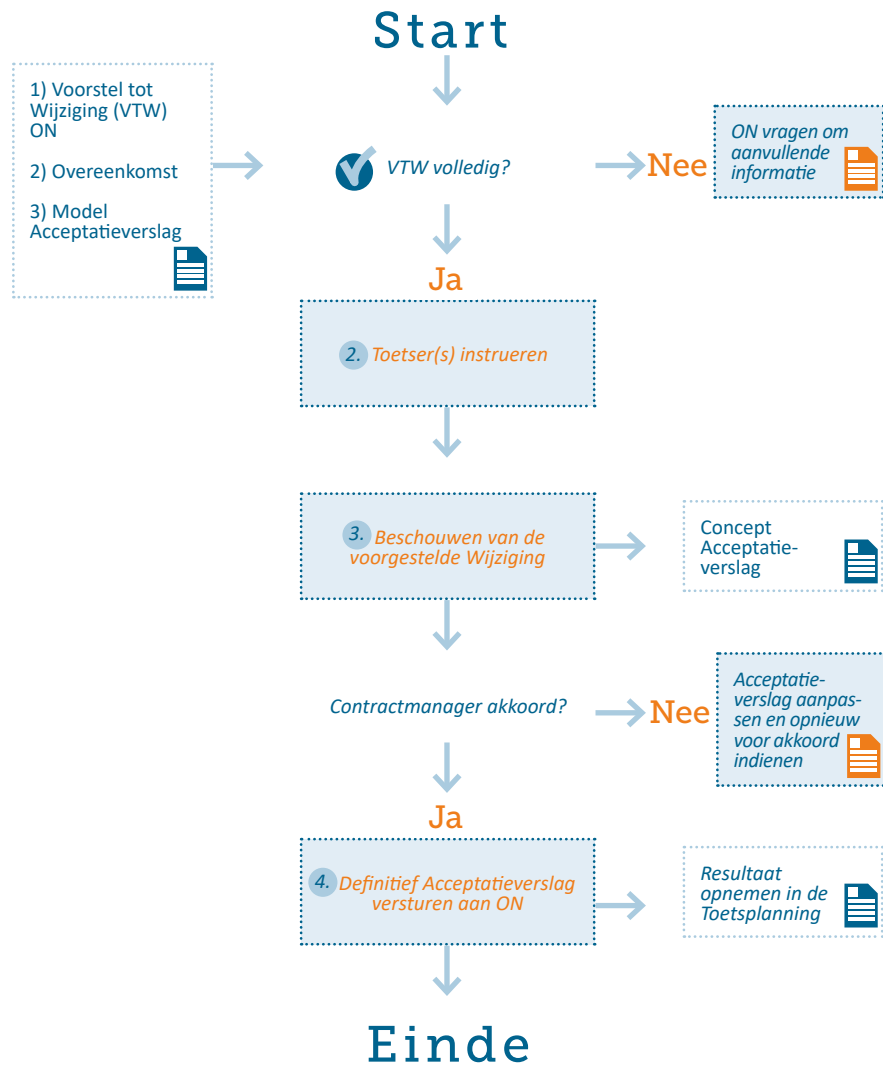 Start
1) Voorstel tot
Wijziging (VTW)
ON
2) Overeenkomst
3) Model
Acceptatieverslag
VTW volledig?
Nee
ON vragen om
aanvullende
informatie
Ja
2. Toetser(s) instrueren
3. Beschouwen van de
voorgestelde Wijziging
Concept
Acceptatie-
verslag
Contractmanager akkoord?
Nee
Acceptatie-
verslag aanpas-
sen en opnieuw
voor akkoord
indienen
Ja
4. Definitief Acceptatieverslag
versturen aan ON
Resultaat
opnemen in de
Toetsplanning
Einde